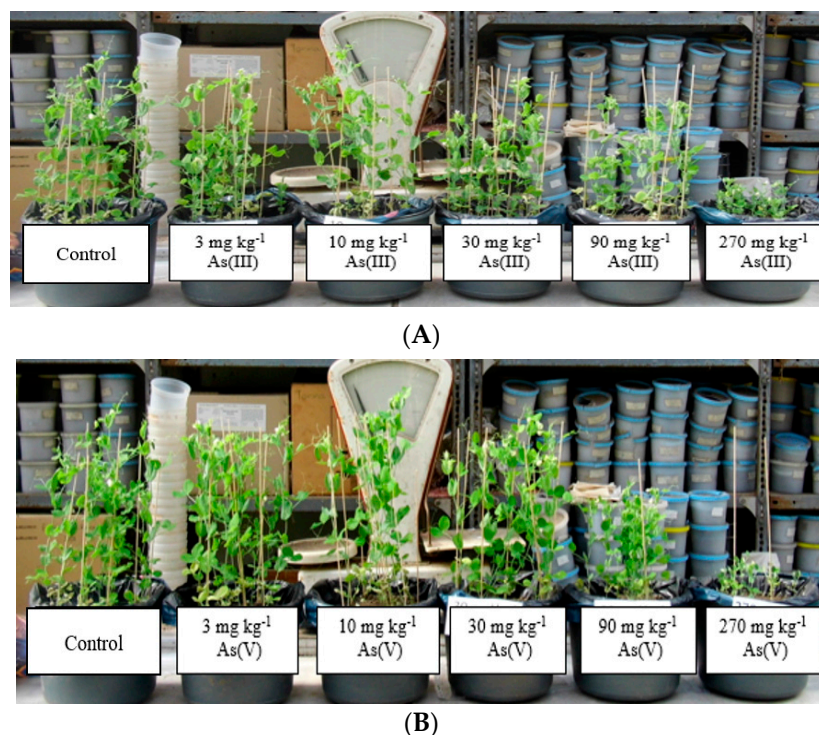 Control
3 mg kg⁻¹
As(III)
10 mg kg⁻¹
As(III)
30 mg kg⁻¹
As(III)
90 mg kg⁻¹
As(III)
270 mg kg⁻¹
As(III)
(A)
Control
3 mg kg⁻¹
As(V)
10 mg kg⁻¹
As(V)
30 mg kg⁻¹
As(V)
90 mg kg⁻¹
As(V)
270 mg kg⁻¹
As(V)
(B)